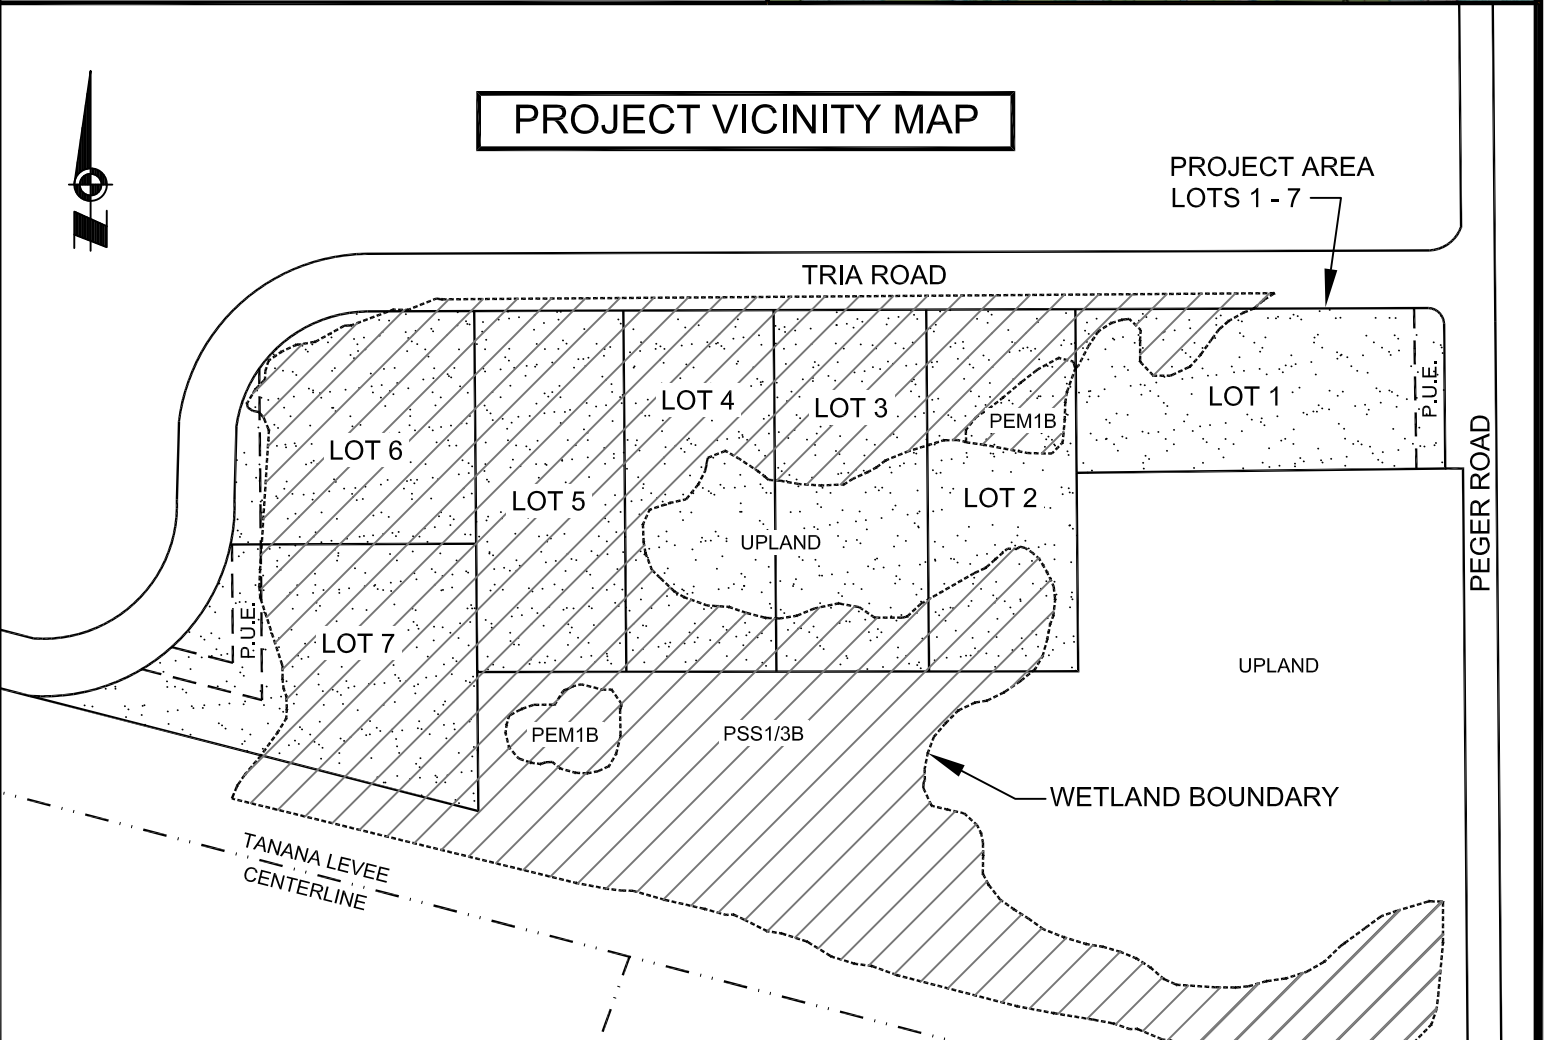 PROJECT VICINITY MAP
PROJECT AREA
LOTS 1 - 7
N
TRIA ROAD
LOT 4
LOT 3
LOT 1
P.U.E.
PEM1B
LOT 6
LOT 5
LOT 2
PEGER ROAD
UPLAND
P.U.E.
LOT 7
UPLAND
PEM1B
PSS1/3B
WETLAND BOUNDARY
TANANA LEVEE
CENTERLINE